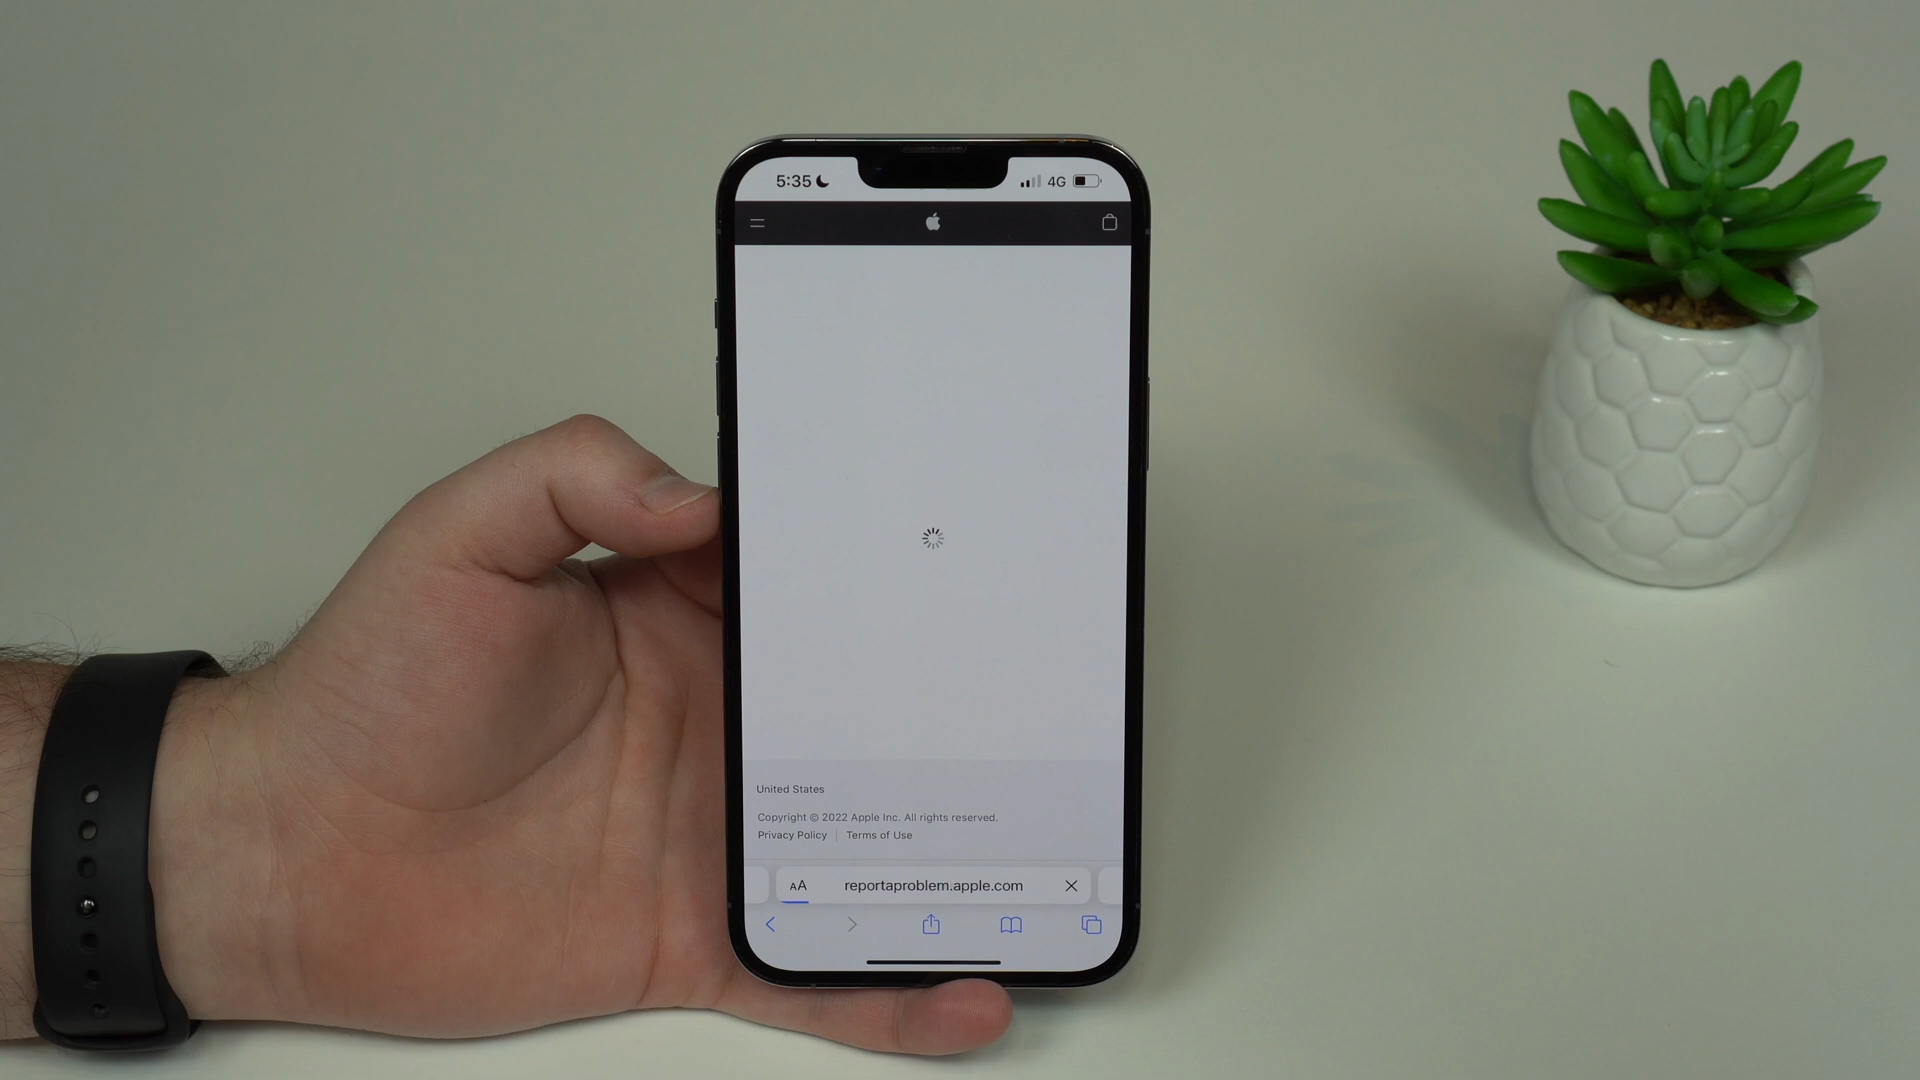 5:35
4G
United States
Copyright © 2022 Apple Inc. All rights reserved.
Privacy Policy | Terms of Use
AA reportaproblem.apple.com